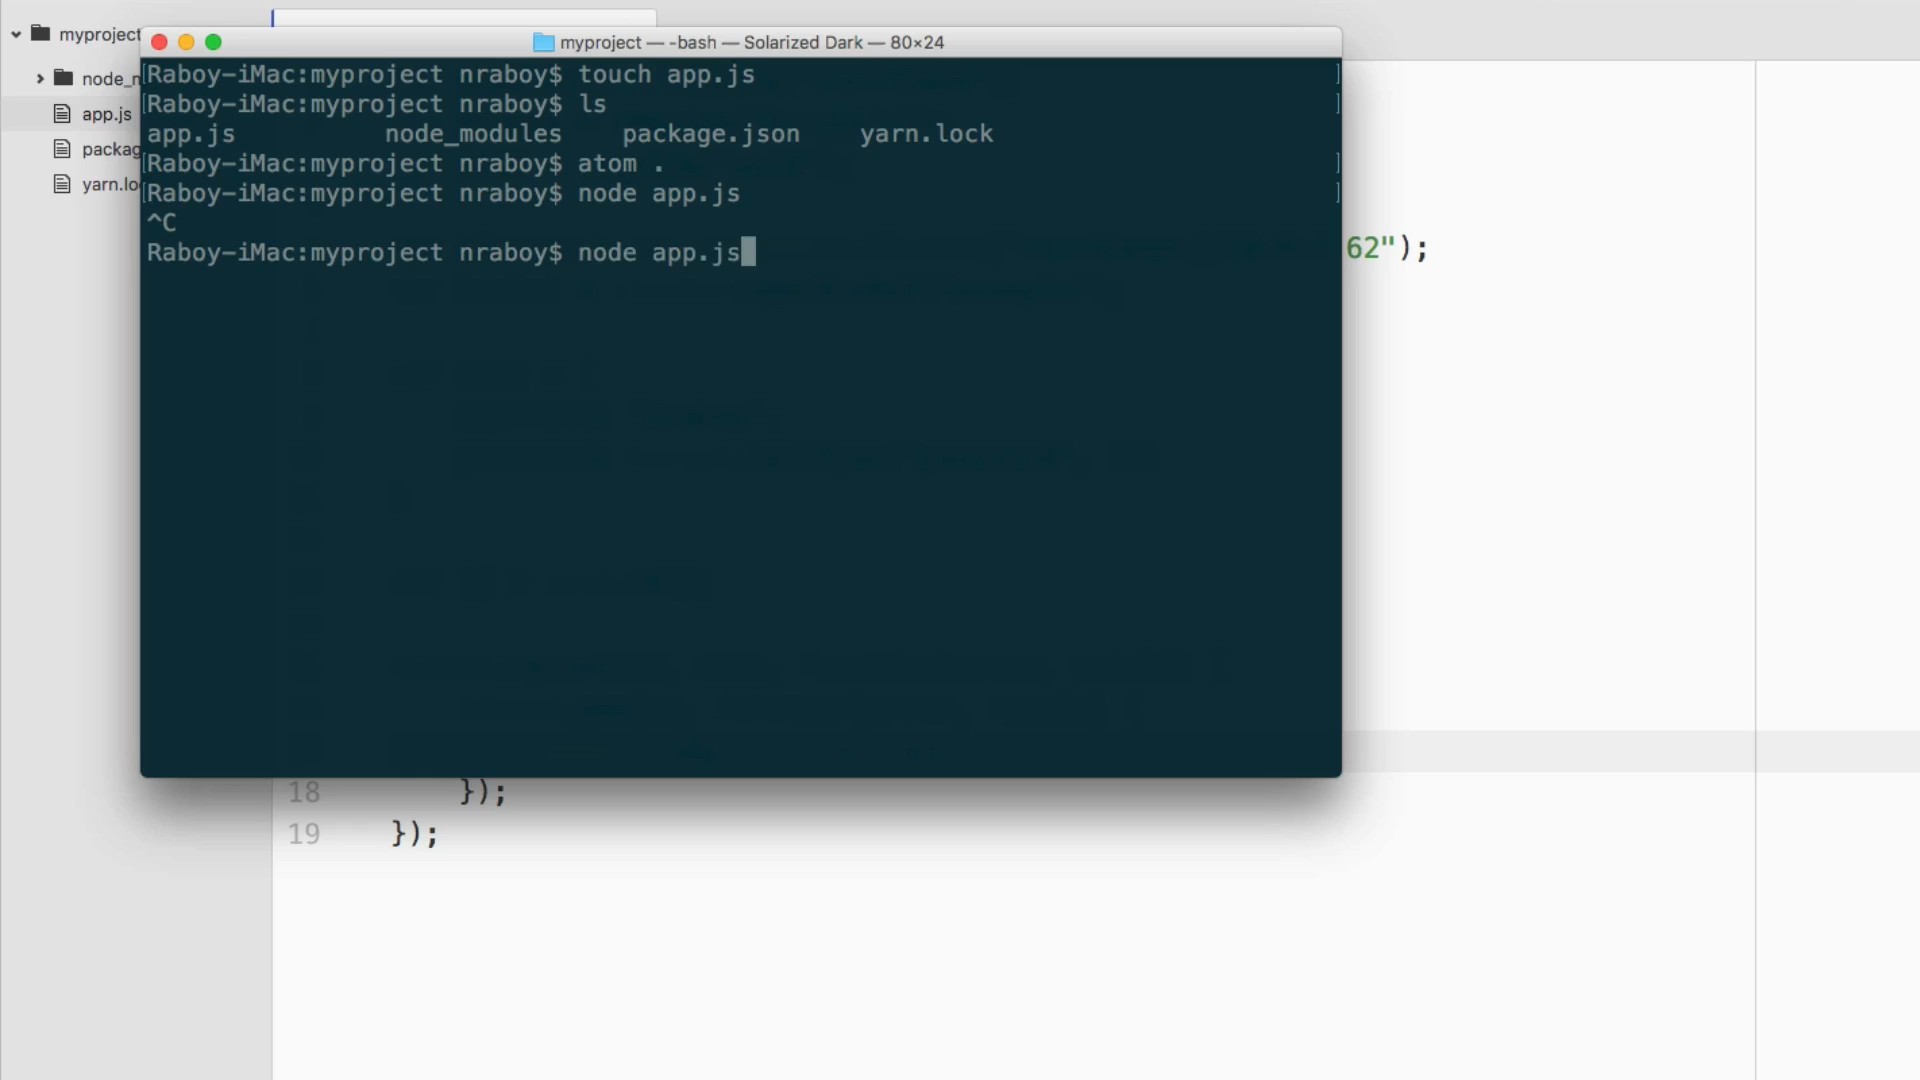 myproject
node_m
app.js
packag
yarn.lo
myproject — -bash — Solarized Dark — 80×24
[Raboy-iMac:myproject nraboy$ touch app.js ]
[Raboy-iMac:myproject nraboy$ ls ]
app.js node_modules package.json yarn.lock
[Raboy-iMac:myproject nraboy$ atom . ]
[Raboy-iMac:myproject nraboy$ node app.js ]
^C
Raboy-iMac:myproject nraboy$ node app.js
62");
18 });
19 });